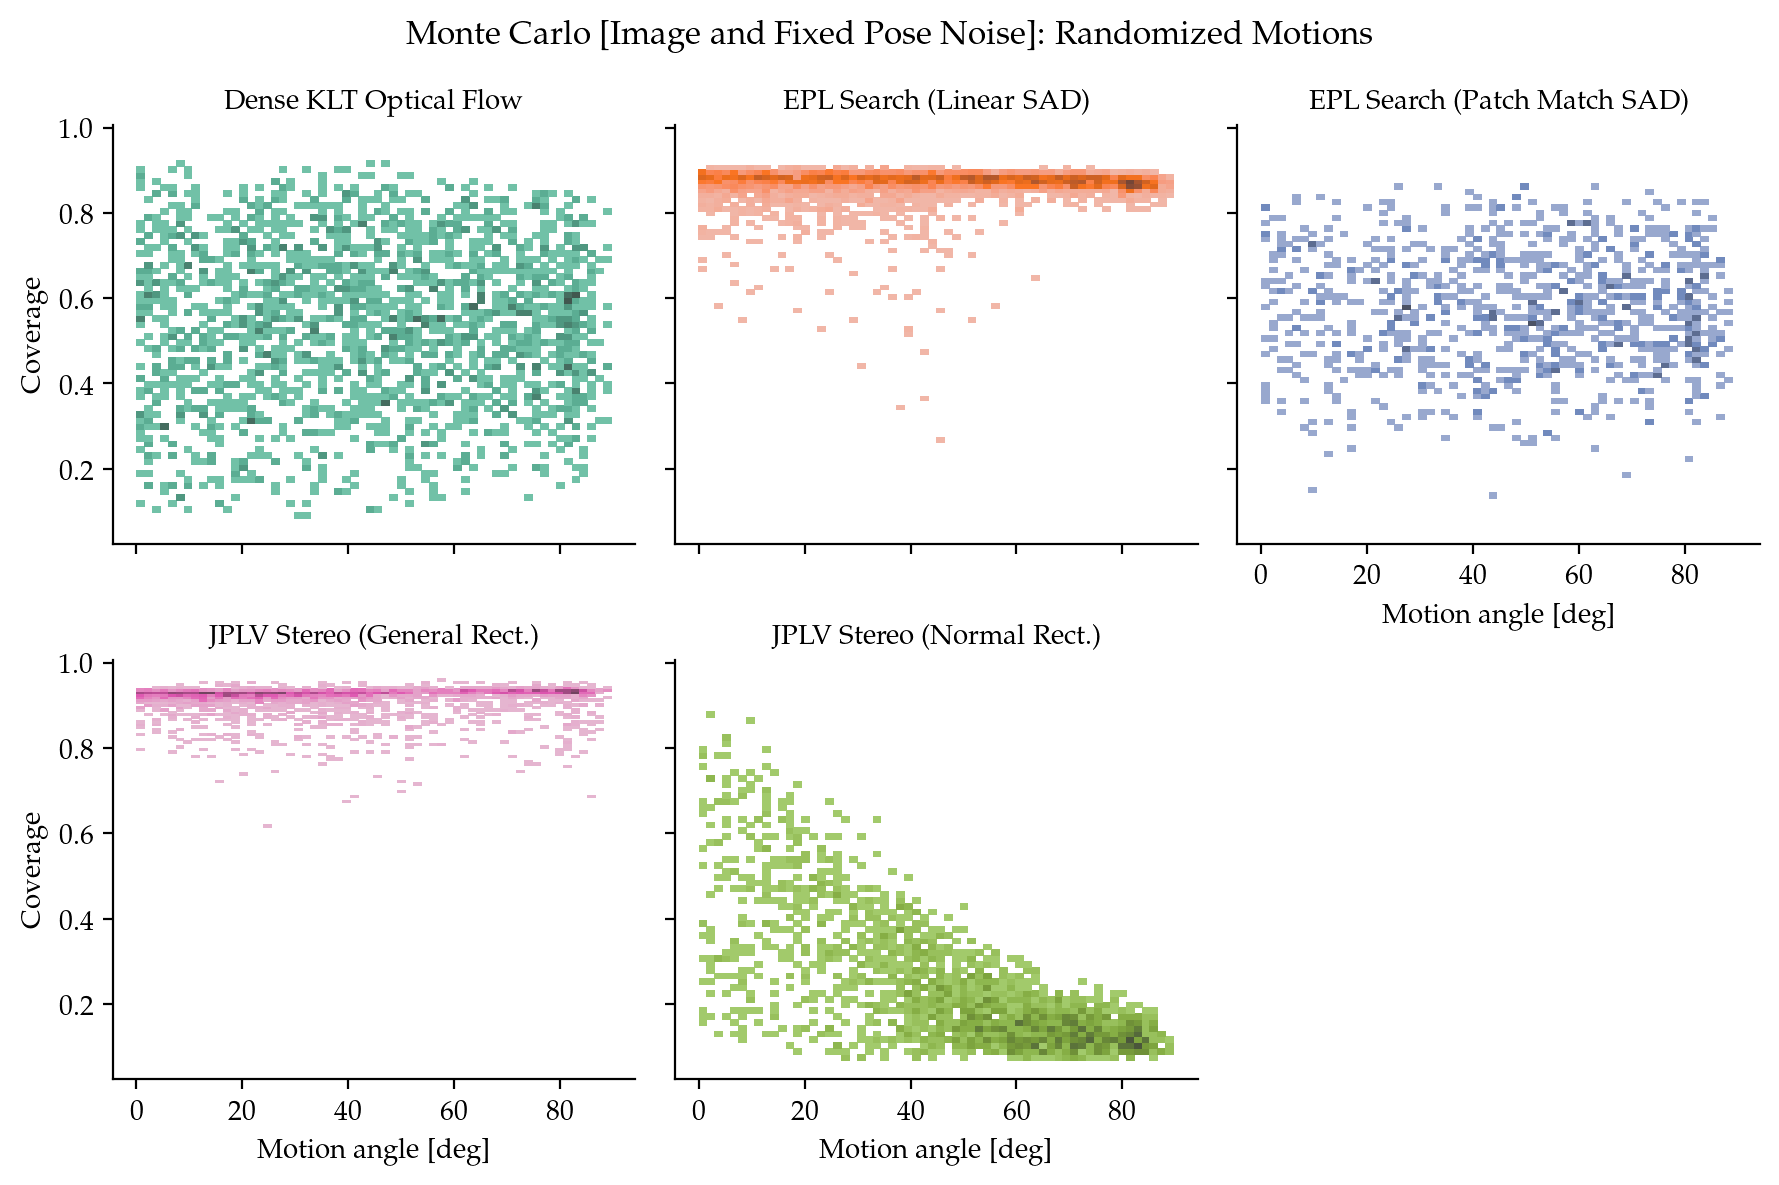 Monte Carlo [Image and Fixed Pose Noise]: Randomized Motions
Dense KLT Optical Flow
EPL Search (Linear SAD)
EPL Search (Patch Match SAD)
1.0
0.8
0.6
0.4
0.2
Coverage
0 20 40 60 80
Motion angle [deg]
JPLV Stereo (General Rect.)
JPLV Stereo (Normal Rect.)
1.0
0.8
0.6
0.4
0.2
Coverage
0 20 40 60 80
Motion angle [deg]
0 20 40 60 80
Motion angle [deg]